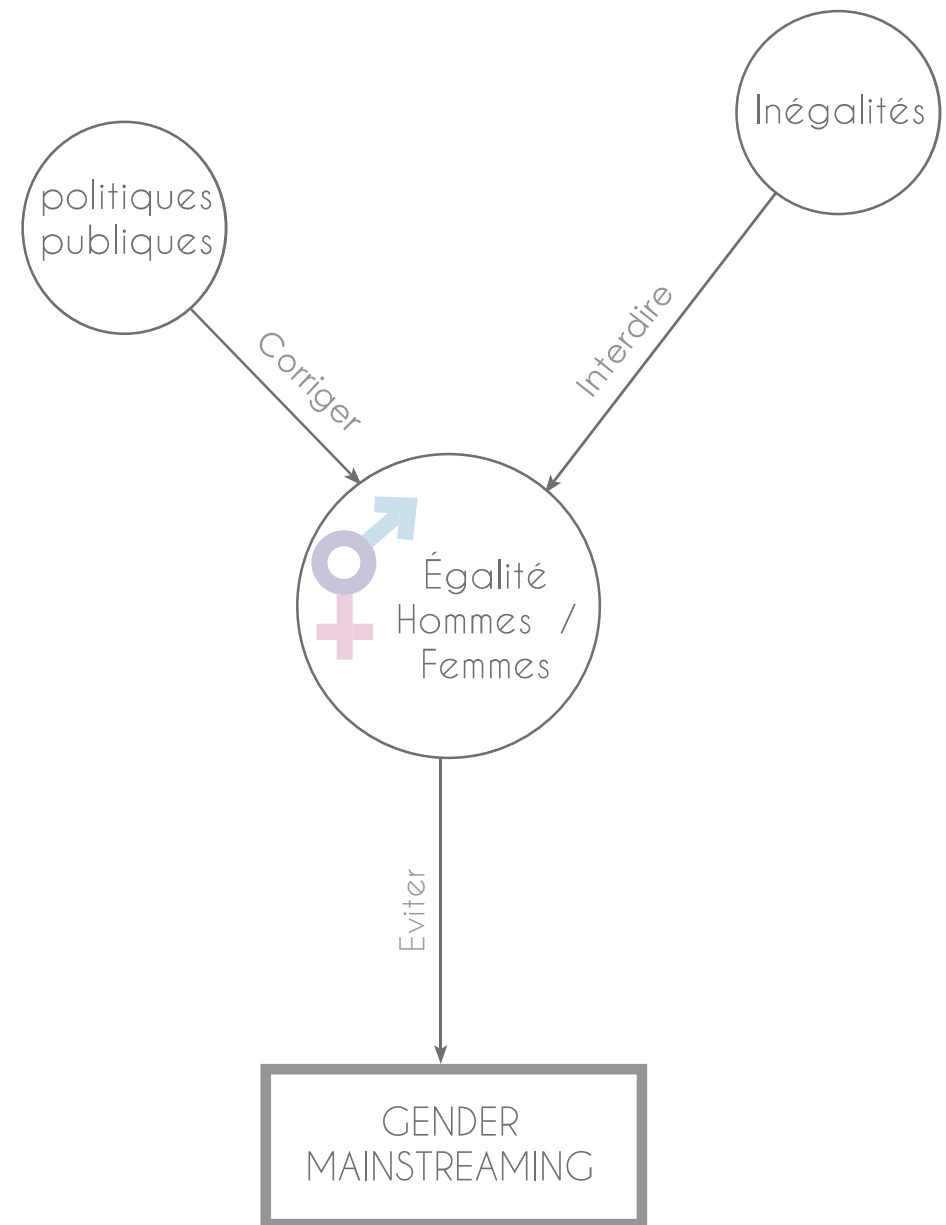 Inégalités
politiques
publiques
Corriger
Interdire
Égalité
Hommes /
Femmes
Eviter
GENDER
MAINSTREAMING